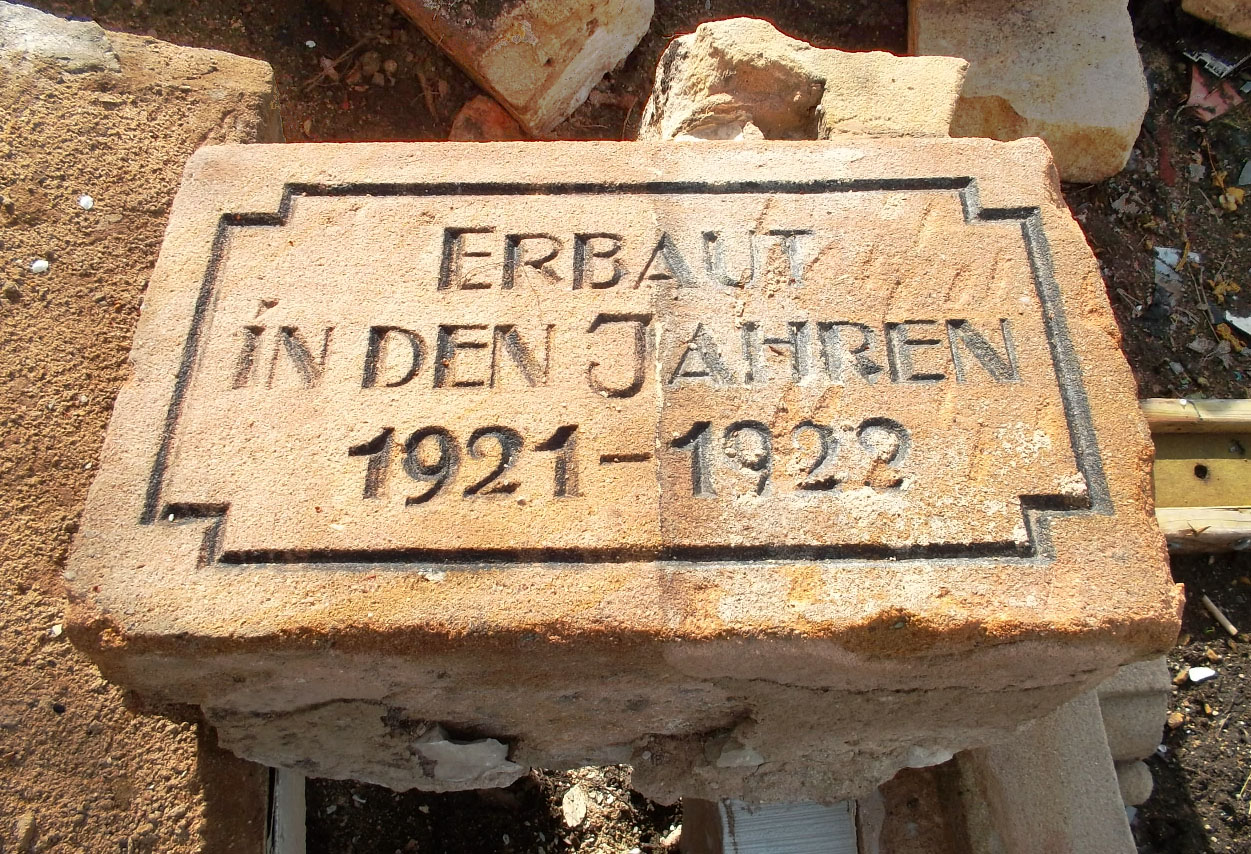 ERBAUT
iN DEN JAHREN
1921-1922